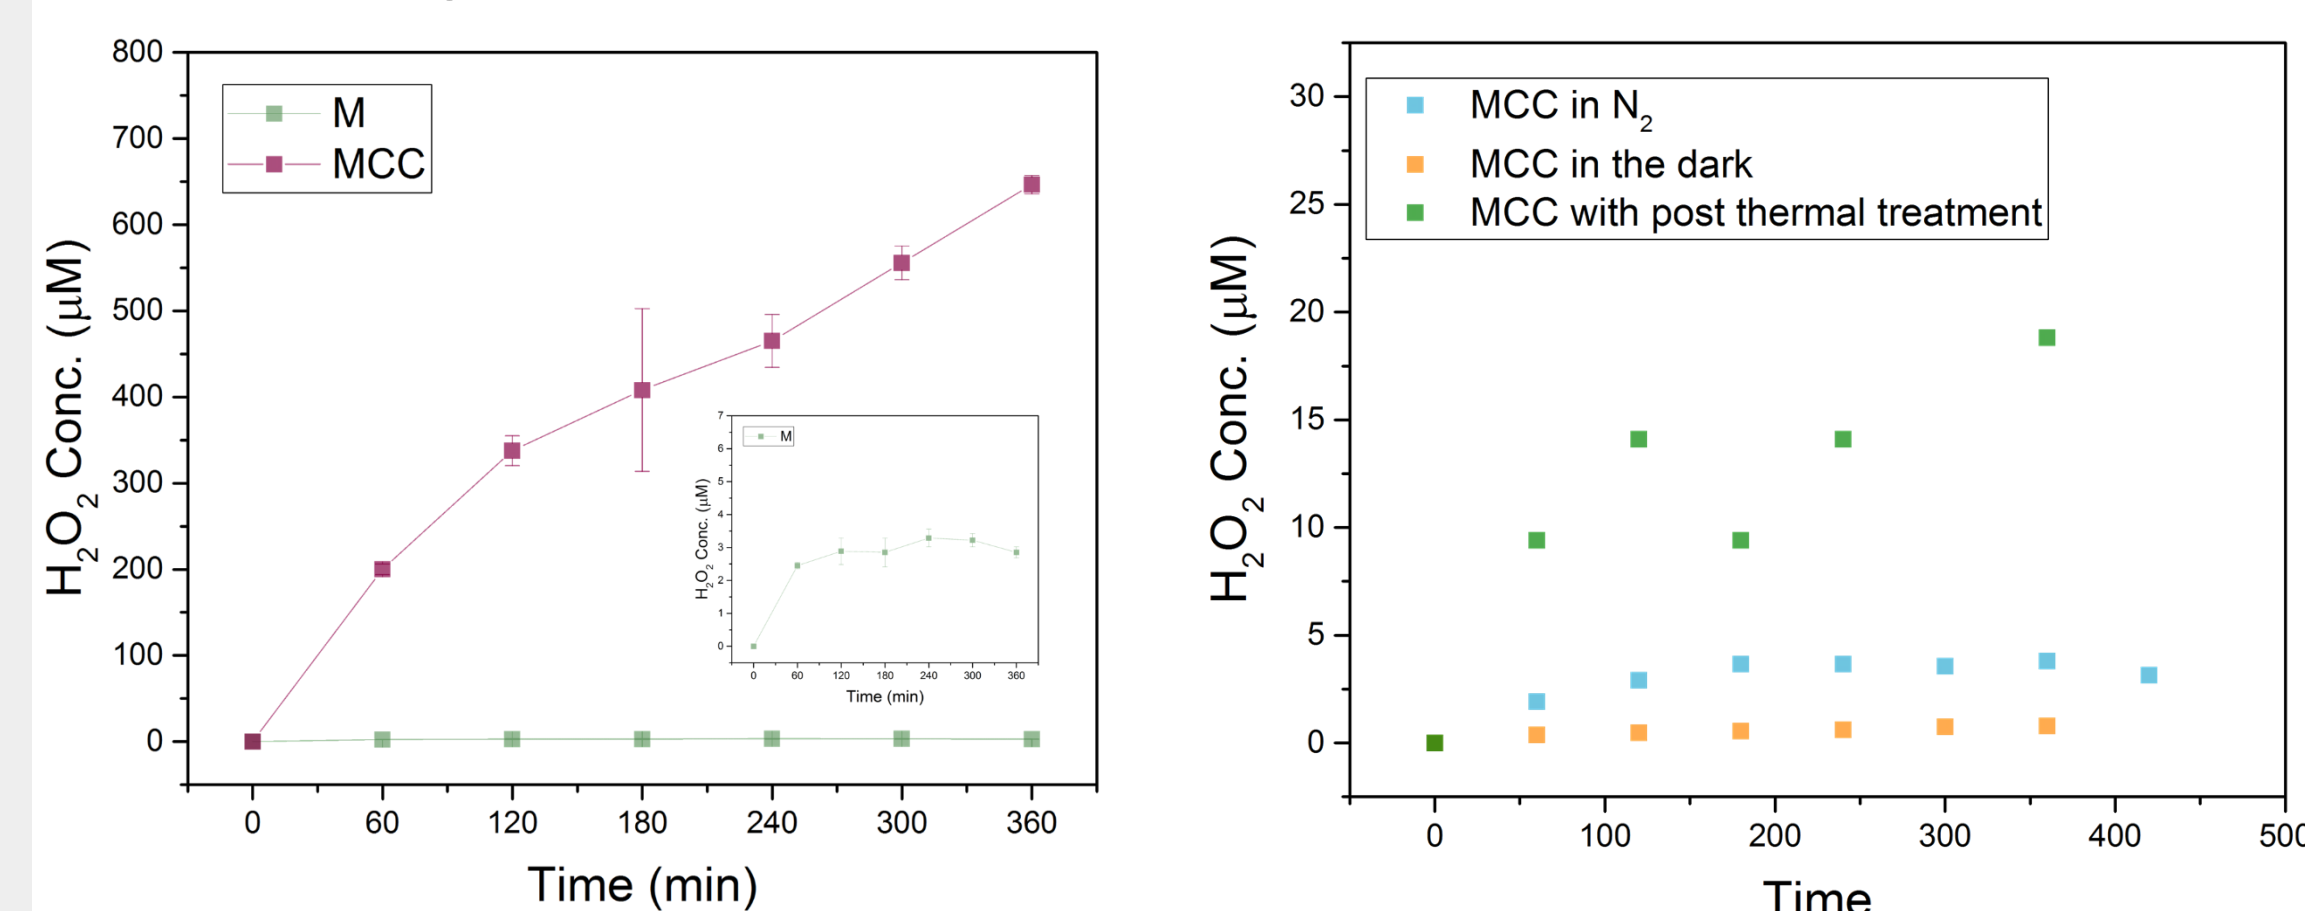 800
700
600
500
400
300
200
100
0
H2O2 Conc. (μM)
M
MCC
0 60 120 180 240 300 360
Time (min)
7
6
5
4
3
2
1
0
H2O2 Conc. (μM)
M
0 60 120 180 240 300 360
Time (min)
30
25
20
15
10
5
0
H2O2 Conc. (μM)
MCC in N2
MCC in the dark
MCC with post thermal treatment
0 100 200 300 400 500
Time